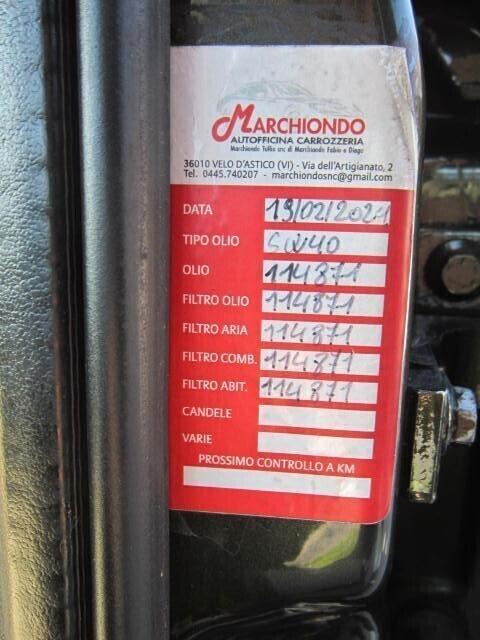 MARCHIONDO
AUTOFFICINA CARROZZERIA
Marchiondo Tullio snc di Marchiondo Fabio e Diego
36010 VELO D'ASTICO (VI) - Via dell'Artigianato, 2
Tel. 0445.740207 - marchiondosnc@gmail.com
DATA 19/02/2021
TIPO OLIO 5W40
OLIO 114871
FILTRO OLIO 114871
FILTRO ARIA 114871
FILTRO COMB. 114871
FILTRO ABIT. 114871
CANDELE
VARIE
PROSSIMO CONTROLLO A KM